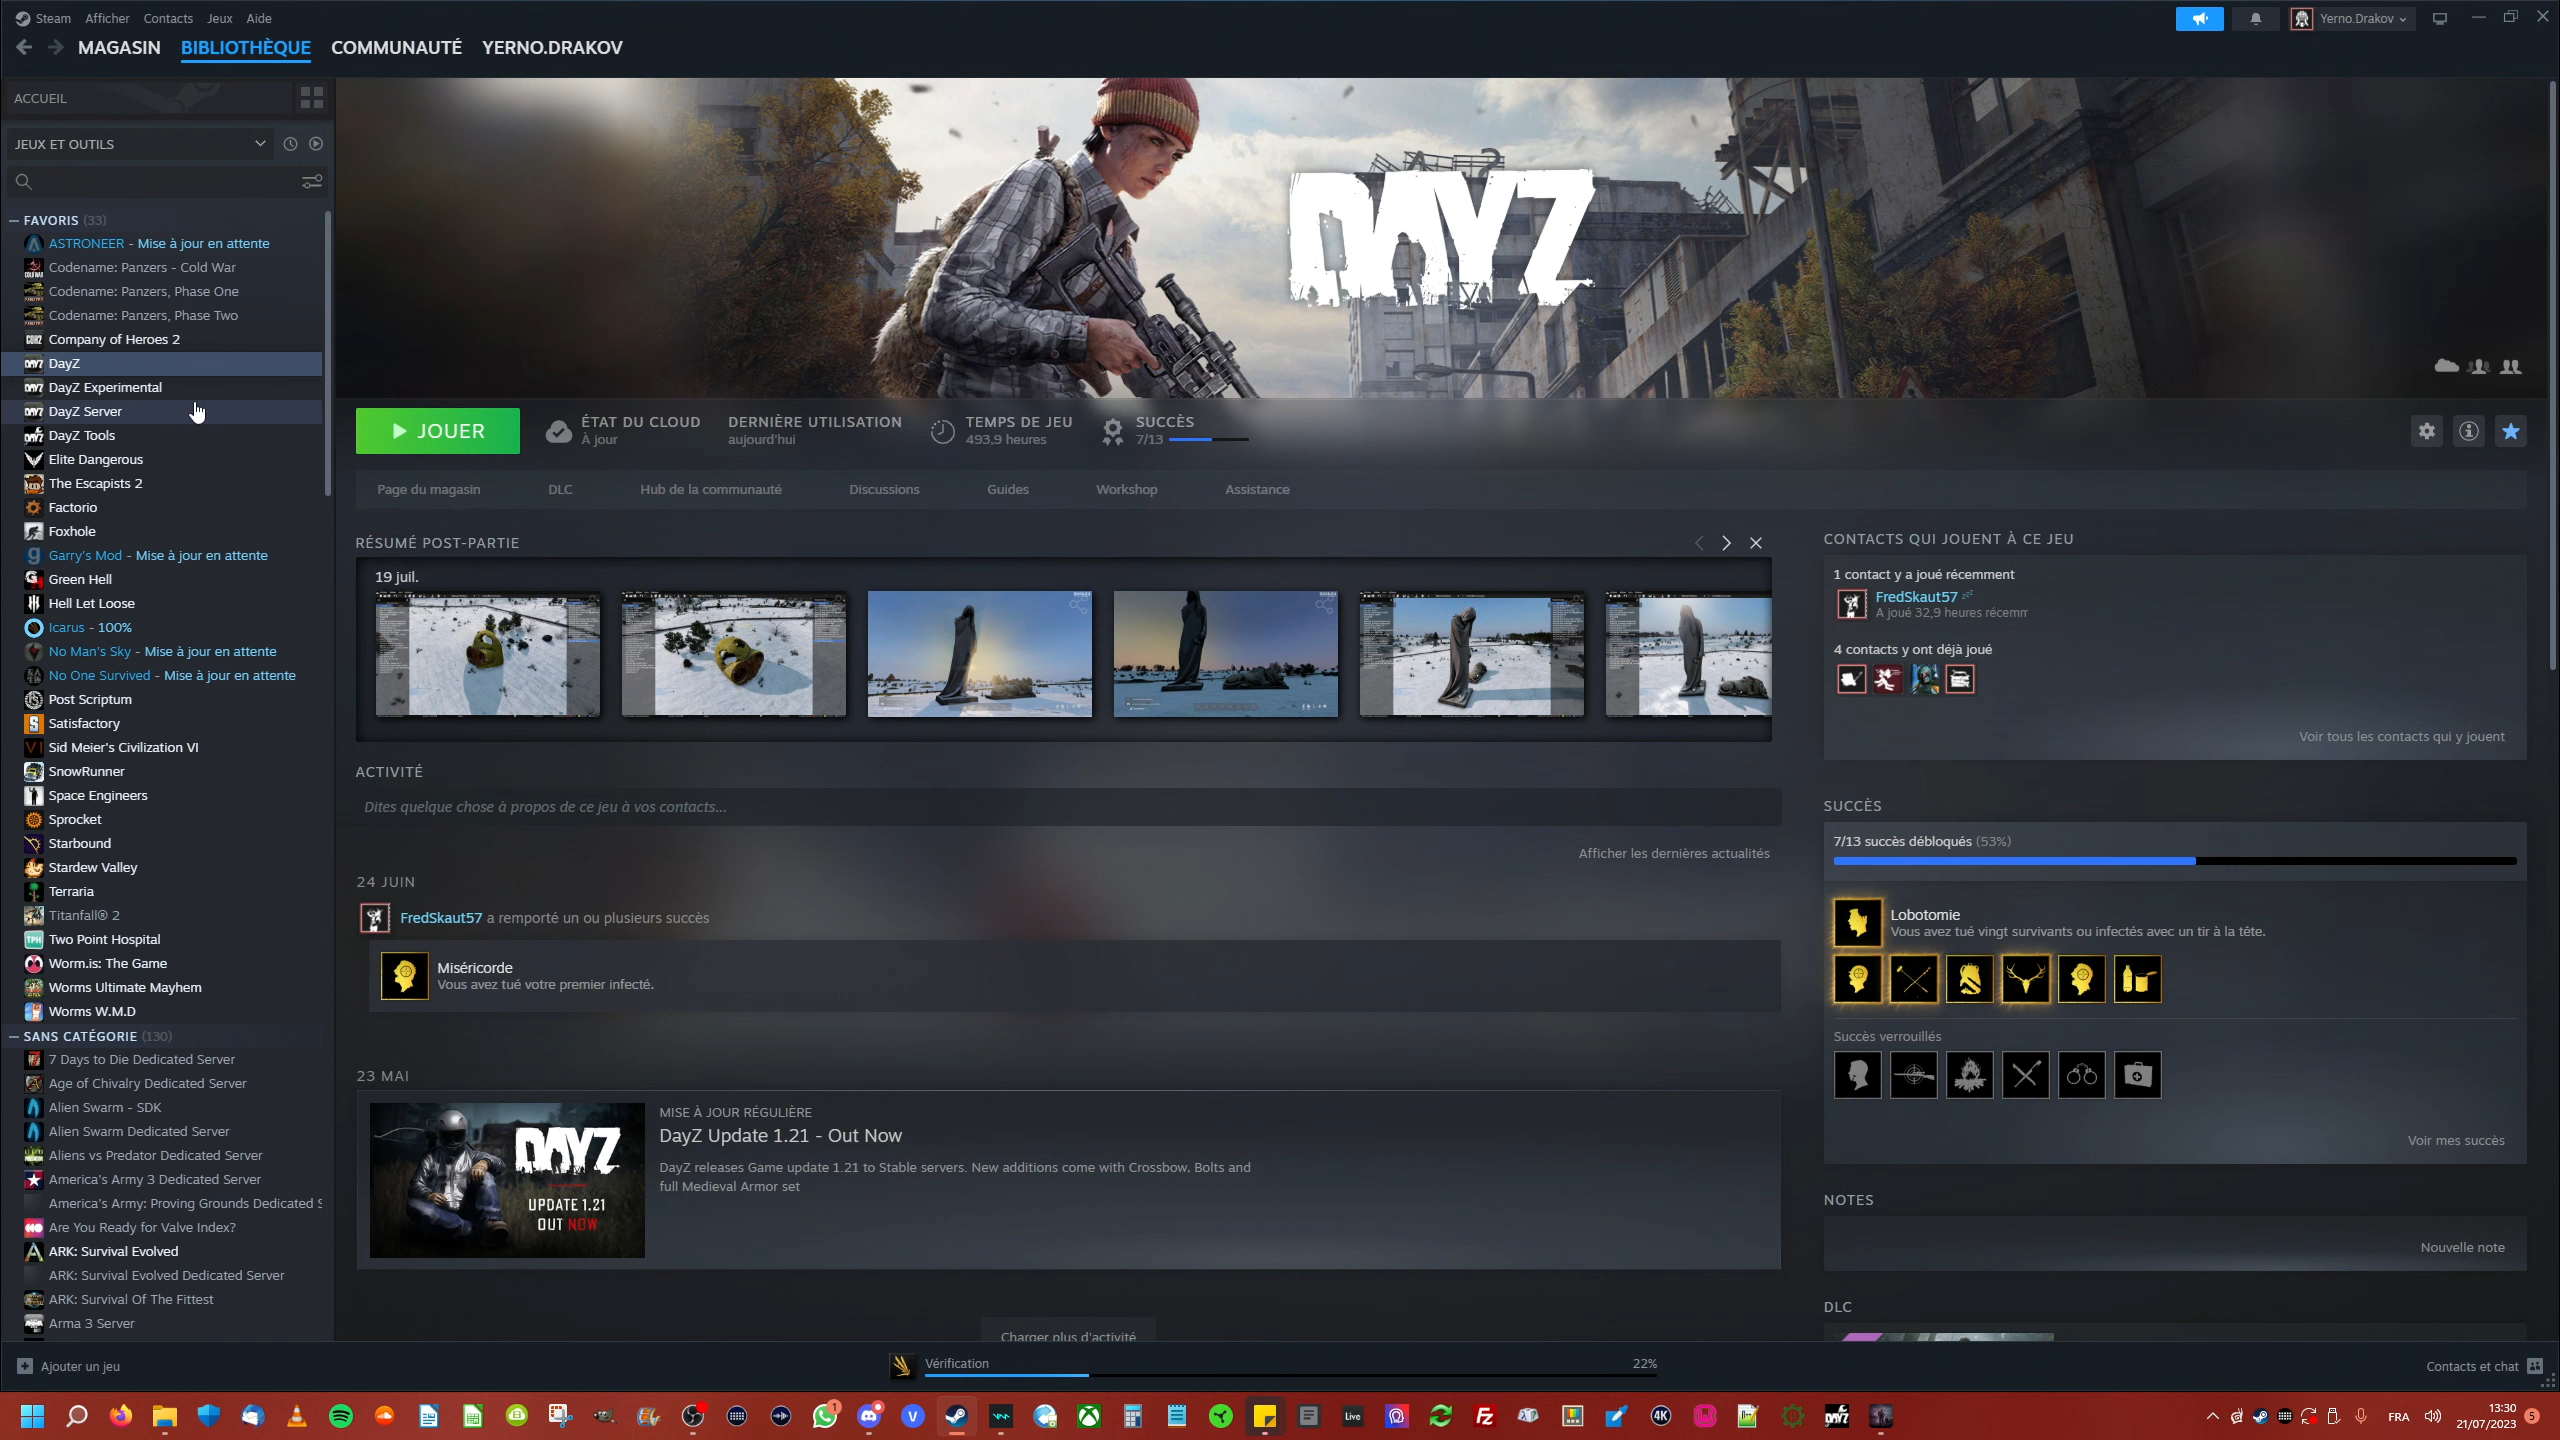 Steam Afficher Contacts Jeux Aide
Yerno.Drakov
MAGASIN BIBLIOTHÈQUE COMMUNAUTÉ YERNO.DRAKOV
ACCUEIL
JEUX ET OUTILS
FAVORIS (33)
ASTRONEER - Mise à jour en attente
Codename: Panzers - Cold War
Codename: Panzers, Phase One
Codename: Panzers, Phase Two
Company of Heroes 2
DayZ
DayZ Experimental
DayZ Server
DayZ Tools
Elite Dangerous
The Escapists 2
Factorio
Foxhole
Garry's Mod - Mise à jour en attente
Green Hell
Hell Let Loose
Icarus - 100%
No Man's Sky - Mise à jour en attente
No One Survived - Mise à jour en attente
Post Scriptum
Satisfactory
Sid Meier's Civilization VI
SnowRunner
Space Engineers
Sprocket
Starbound
Stardew Valley
Terraria
Titanfall® 2
Two Point Hospital
Worm.is: The Game
Worms Ultimate Mayhem
Worms W.M.D
SANS CATÉGORIE (130)
7 Days to Die Dedicated Server
Age of Chivalry Dedicated Server
Alien Swarm - SDK
Alien Swarm Dedicated Server
Aliens vs Predator Dedicated Server
America's Army 3 Dedicated Server
America's Army: Proving Grounds Dedicated S
Are You Ready for Valve Index?
ARK: Survival Evolved
ARK: Survival Evolved Dedicated Server
ARK: Survival Of The Fittest
Arma 3 Server
DAYZ
JOUER
ÉTAT DU CLOUD
À jour
DERNIÈRE UTILISATION
aujourd'hui
TEMPS DE JEU
493,9 heures
SUCCÈS
7/13
Page du magasin DLC Hub de la communauté Discussions Guides Workshop Assistance
RÉSUMÉ POST-PARTIE
19 juil.
ACTIVITÉ
Dites quelque chose à propos de ce jeu à vos contacts...
Afficher les dernières actualités
24 JUIN
FredSkaut57 a remporté un ou plusieurs succès
Miséricorde
Vous avez tué votre premier infecté.
23 MAI
DAYZ
UPDATE 1.21
OUT NOW
MISE À JOUR RÉGULIÈRE
DayZ Update 1.21 - Out Now
DayZ releases Game update 1.21 to Stable servers. New additions come with Crossbow, Bolts and
full Medieval Armor set
Charger plus d'activité
CONTACTS QUI JOUENT À CE JEU
1 contact y a joué récemment
FredSkaut57 zzz
A joué 32,9 heures récemm
4 contacts y ont déjà joué
Voir tous les contacts qui y jouent
SUCCÈS
7/13 succès débloqués (53%)
Lobotomie
Vous avez tué vingt survivants ou infectés avec un tir à la tête.
Succès verrouillés
Voir mes succès
NOTES
Nouvelle note
DLC
Ajouter un jeu
Vérification 22%
Contacts et chat
1
Live
4K
FRA
13:30
21/07/2023
5